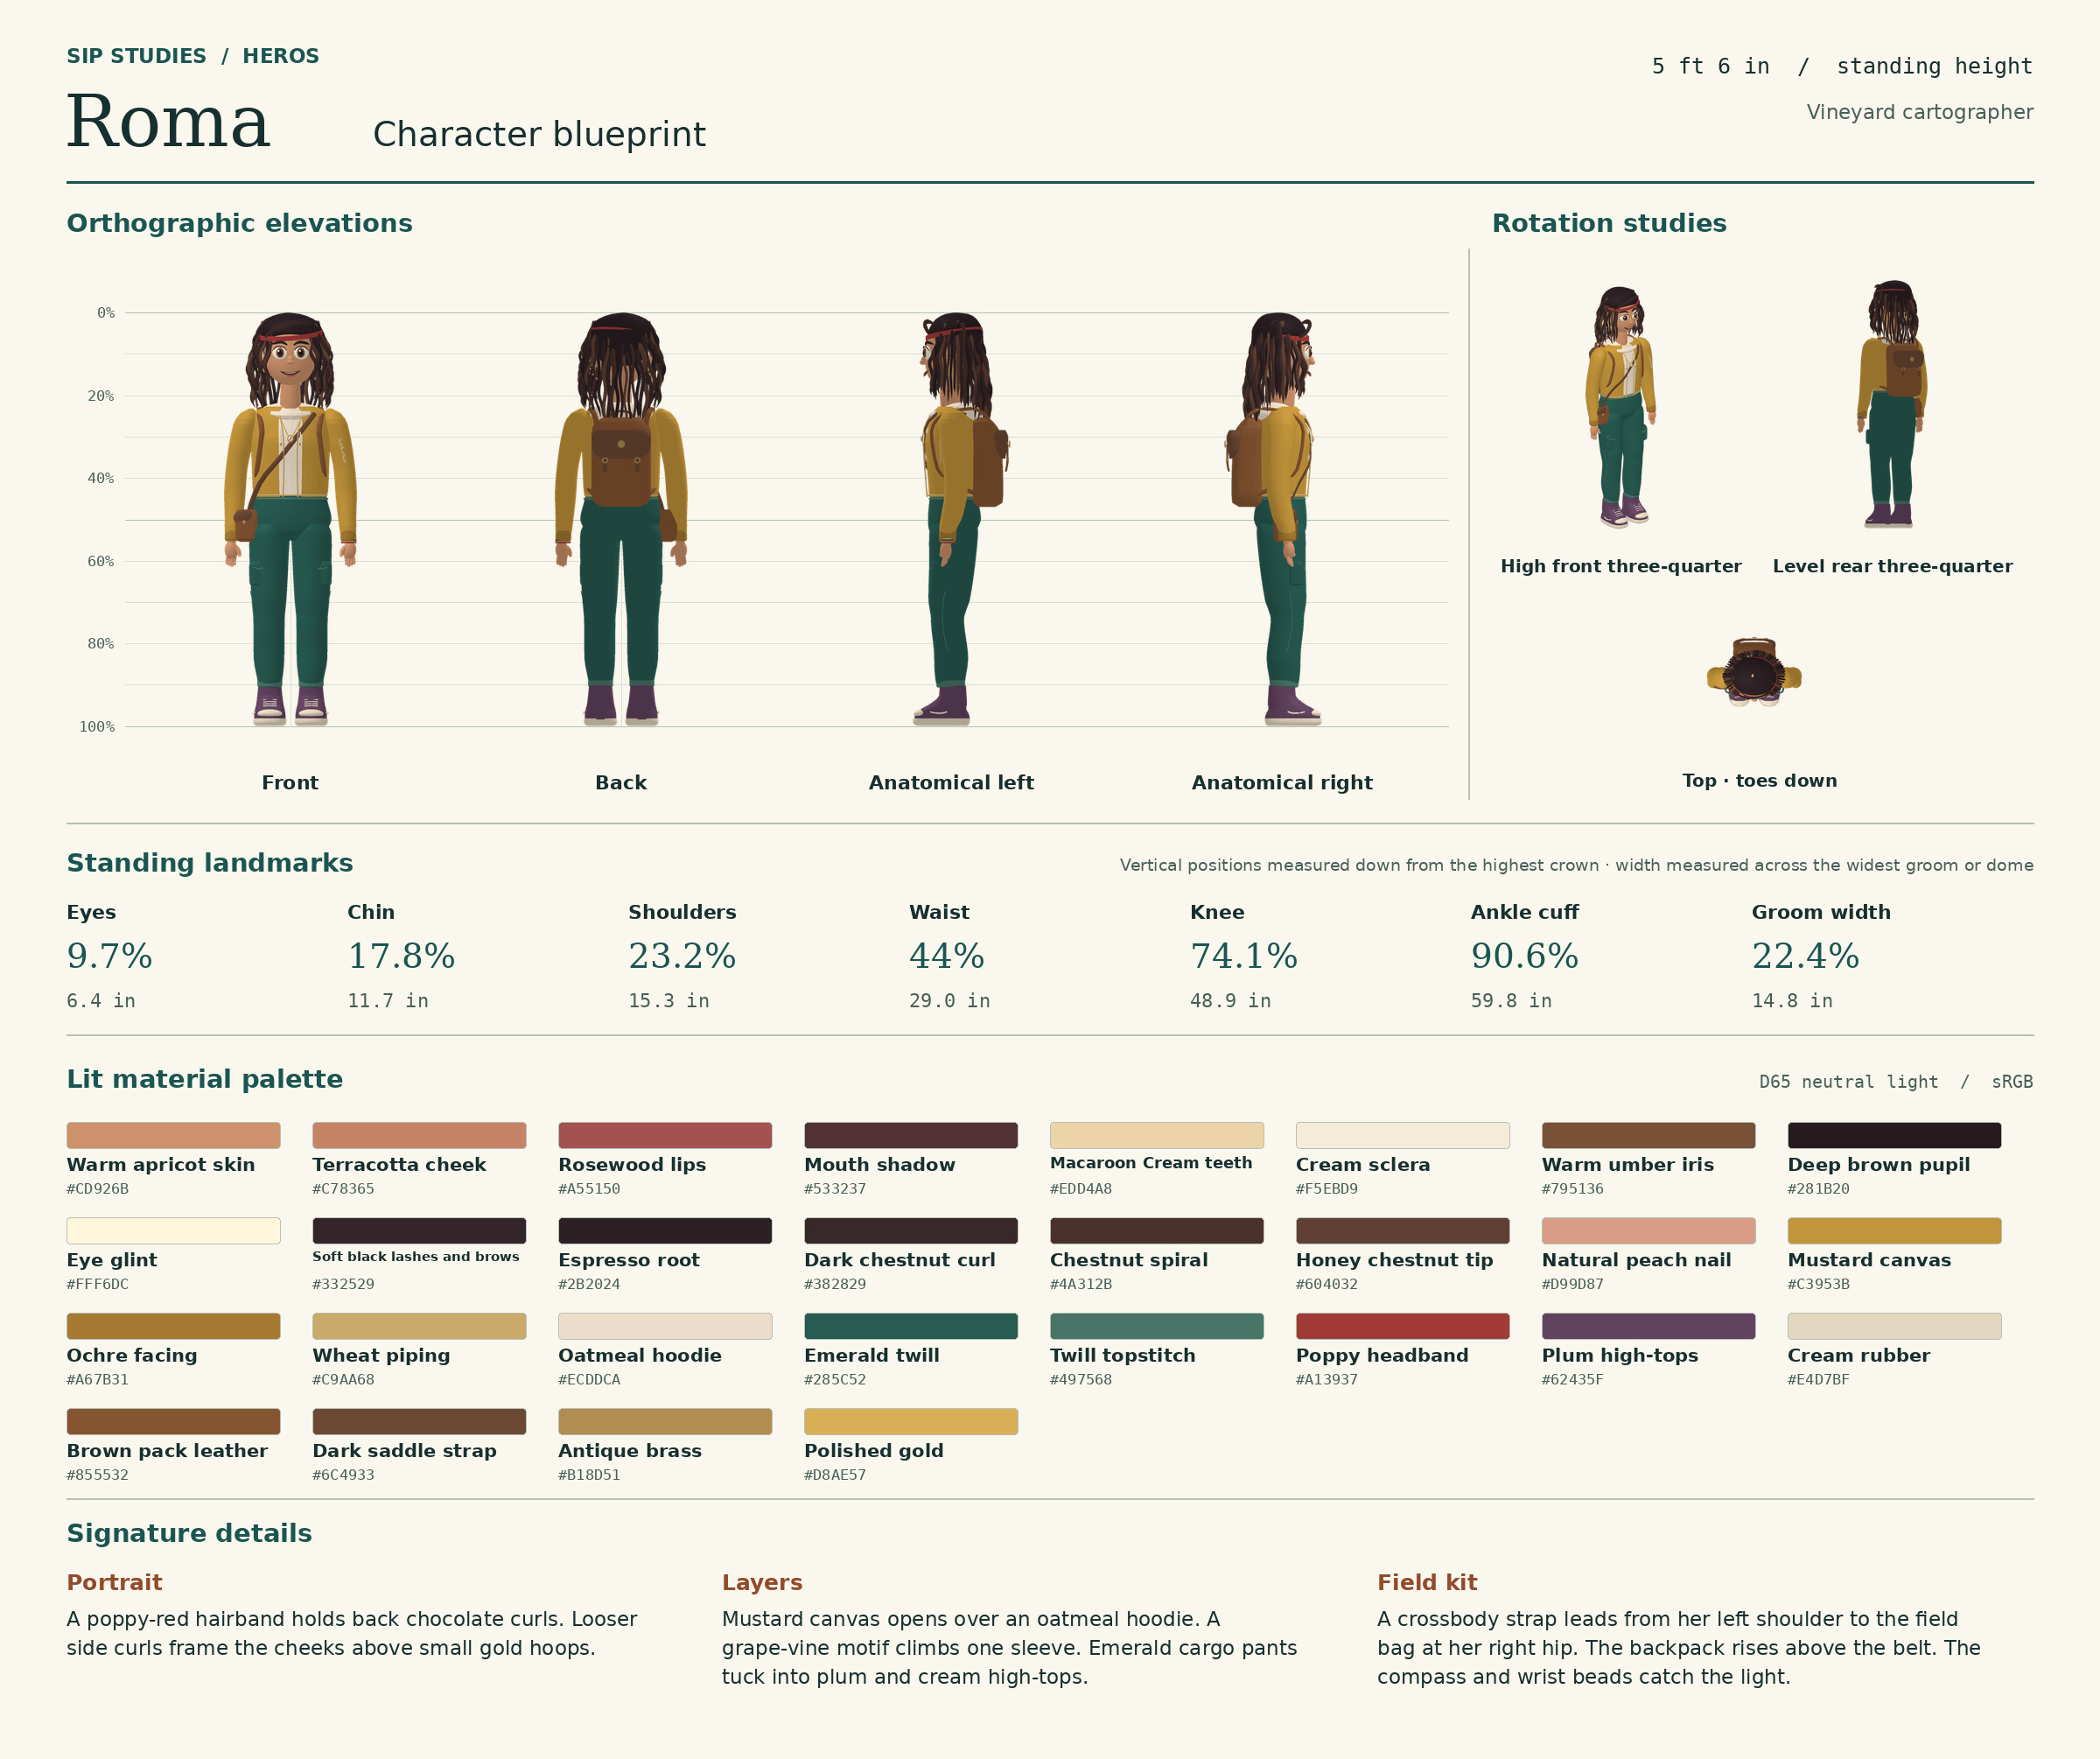 SIP STUDIES / HEROS
5 ft 6 in / standing height
Roma
Character blueprint
Vineyard cartographer
Orthographic elevations
Rotation studies
0%
20%
40%
60%
80%
100%
Front
Back
Anatomical left
Anatomical right
High front three-quarter
Level rear three-quarter
Top · toes down
Standing landmarks
Vertical positions measured down from the highest crown · width measured across the widest groom or dome
Eyes
Chin
Shoulders
Waist
Knee
Ankle cuff
Groom width
9.7%
17.8%
23.2%
44%
74.1%
90.6%
22.4%
6.4 in
11.7 in
15.3 in
29.0 in
48.9 in
59.8 in
14.8 in
Lit material palette
D65 neutral light / sRGB
Warm apricot skin
Terracotta cheek
Rosewood lips
Mouth shadow
Macaroon Cream teeth
Cream sclera
Warm umber iris
Deep brown pupil
#CD926B
#C78365
#A55150
#533237
#EDD4A8
#F5EBD9
#795136
#281B20
Eye glint
Soft black lashes and brows
Espresso root
Dark chestnut curl
Chestnut spiral
Honey chestnut tip
Natural peach nail
Mustard canvas
#FFF6DC
#332529
#2B2024
#382829
#4A312B
#604032
#D99D87
#C3953B
Ochre facing
Wheat piping
Oatmeal hoodie
Emerald twill
Twill topstitch
Poppy headband
Plum high-tops
Cream rubber
#A67B31
#C9AA68
#ECDDCA
#285C52
#497568
#A13937
#62435F
#E4D7BF
Brown pack leather
Dark saddle strap
Antique brass
Polished gold
#855532
#6C4933
#B18D51
#D8AE57
Signature details
Portrait
A poppy-red hairband holds back chocolate curls. Looser
side curls frame the cheeks above small gold hoops.
Layers
Mustard canvas opens over an oatmeal hoodie. A
grape-vine motif climbs one sleeve. Emerald cargo pants
tuck into plum and cream high-tops.
Field kit
A crossbody strap leads from her left shoulder to the field
bag at her right hip. The backpack rises above the belt. The
compass and wrist beads catch the light.